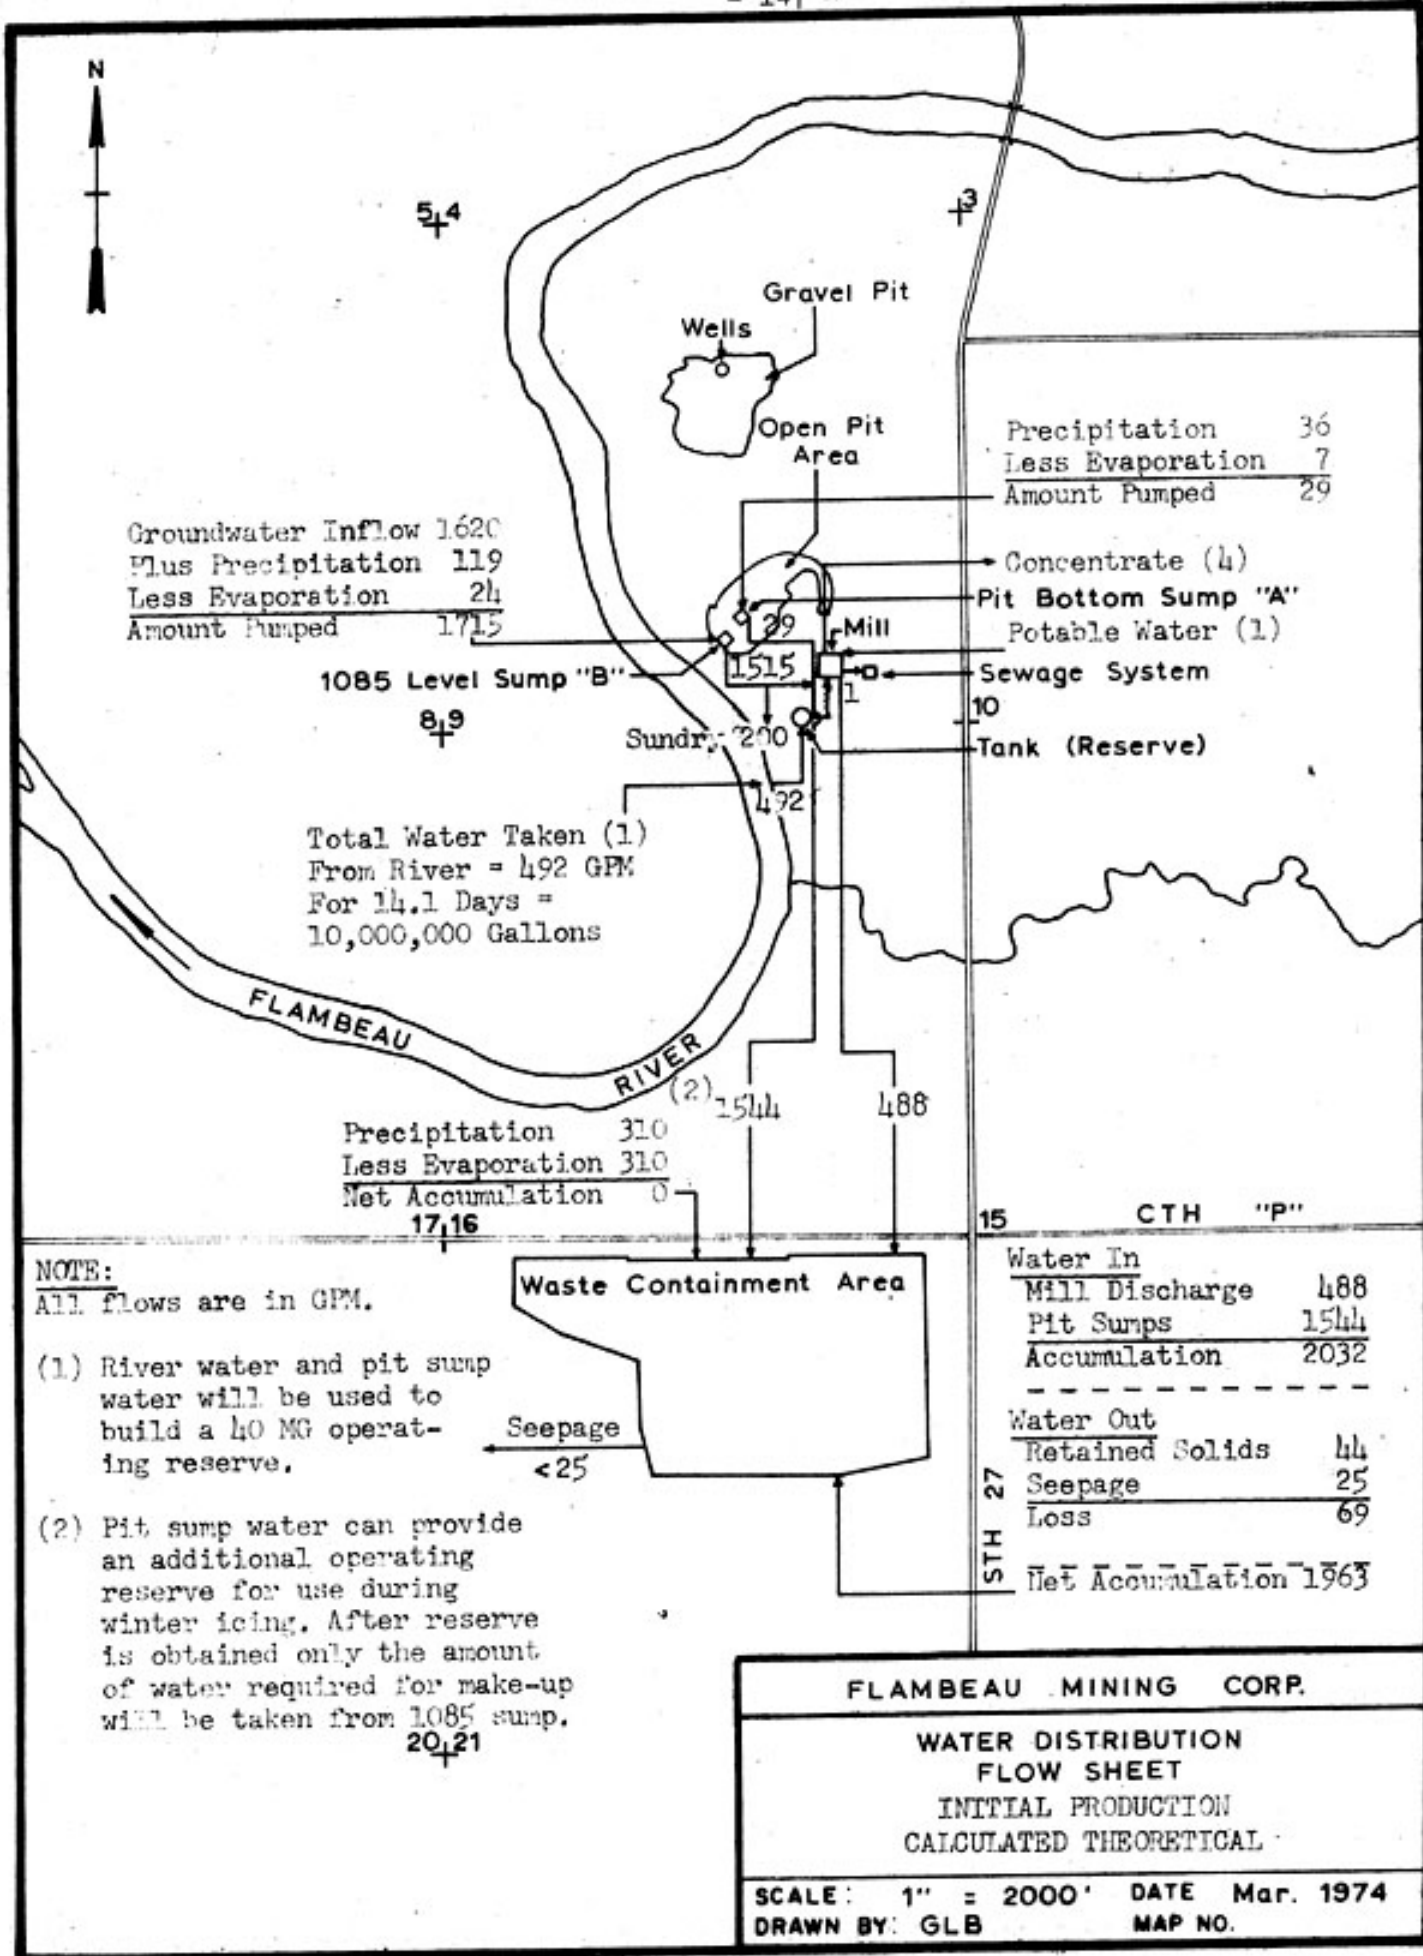 - 147 -
N
5 4
3
Gravel Pit
Wells
Open Pit
Area
Precipitation 36
Less Evaporation 7
Amount Pumped 29
Groundwater Inflow 1620
Plus Precipitation 119
Less Evaporation 24
Amount Pumped 1715
Concentrate (4)
Pit Bottom Sump "A"
29
Mill
Potable Water (1)
1085 Level Sump "B"
1515
1
Sewage System
8 9
10
Sundry 200
Tank (Reserve)
492
Total Water Taken (1)
From River = 492 GPM
For 14.1 Days =
10,000,000 Gallons
FLAMBEAU
RIVER
(2)
1544
488
Precipitation 310
Less Evaporation 310
Net Accumulation 0
17 16
15
CTH "P"
NOTE:
All flows are in GPM.
(1) River water and pit sump
water will be used to
build a 40 MG operat-
ing reserve.
(2) Pit sump water can provide
an additional operating
reserve for use during
winter icing. After reserve
is obtained only the amount
of water required for make-up
will be taken from 1085 sump.
20 21
Waste Containment Area
Seepage
<25
Water In
Mill Discharge 488
Pit Sumps 1544
Accumulation 2032
Water Out
Retained Solids 44
Seepage 25
Loss 69
Net Accumulation 1963
STH 27
FLAMBEAU MINING CORP.
WATER DISTRIBUTION
FLOW SHEET
INITIAL PRODUCTION
CALCULATED THEORETICAL
SCALE: 1" = 2000' DATE Mar. 1974
DRAWN BY: GLB MAP NO.